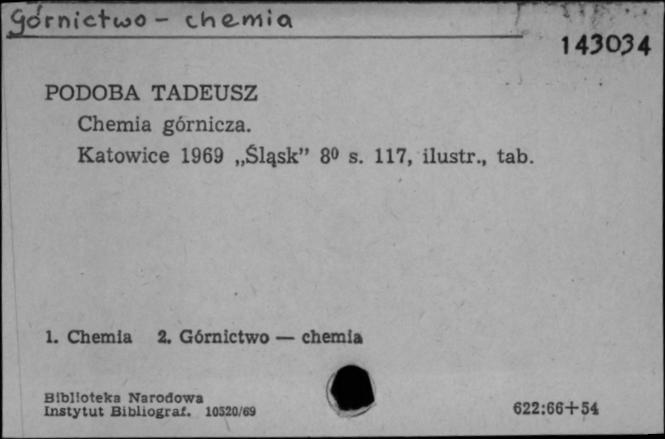 górnictwo - chemia
143034
PODOBA TADEUSZ
Chemia górnicza.
Katowice 1969 „Śląsk” 8⁰ s. 117, ilustr., tab.
1. Chemia 2. Górnictwo — chemia
Biblioteka Narodowa
Instytut Bibliograf. 10520/69
622:66+54